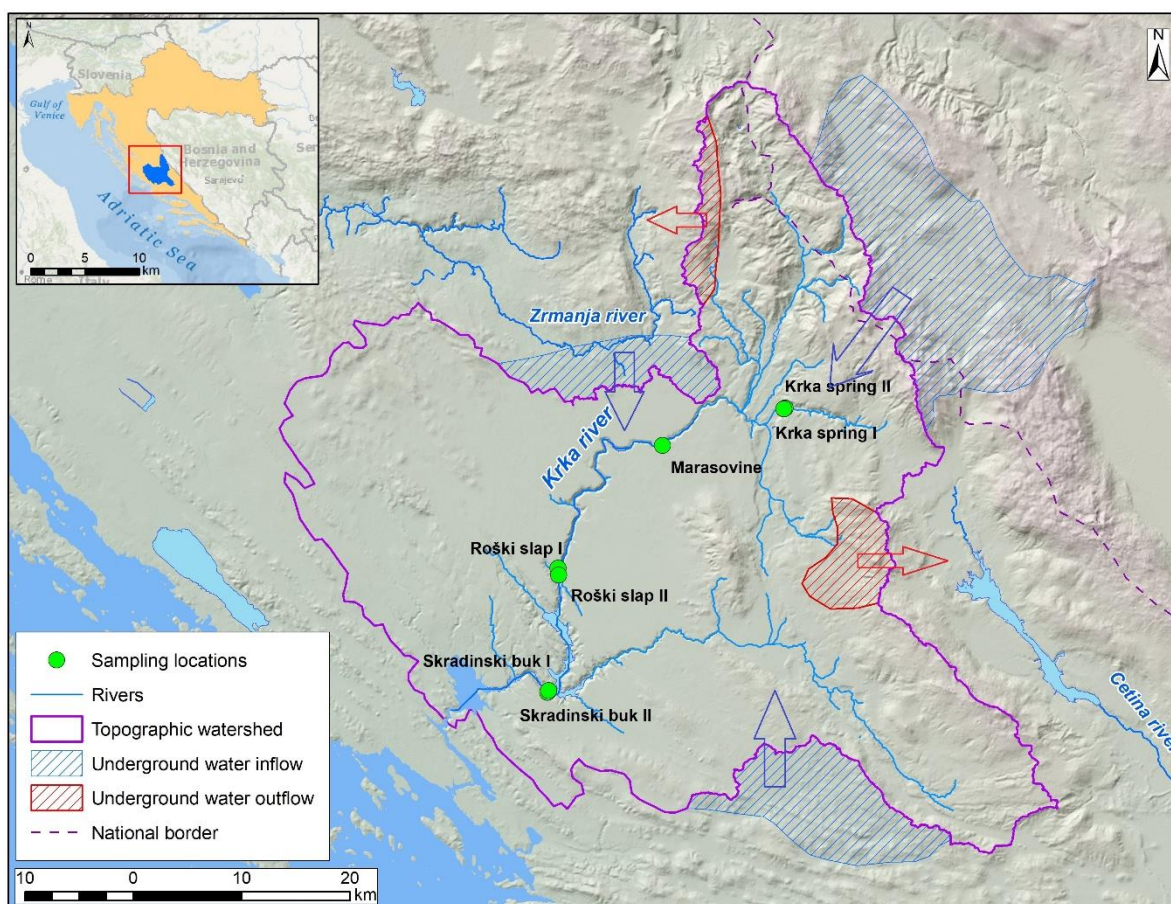 N
Slovenia
Gulf of
Venice
Bosnia and
Herzegovina
Sarajevo
Adriatic Sea
10 5 0 10
km
Rome
N
Zrmanja river
Krka river
Krka spring II
Krka spring I
Marasovine
Roški slap I
Roški slap II
Skradinski buk I
Skradinski buk II
Cetina river
Sampling locations
Rivers
Topographic watershed
Underground water inflow
Underground water outflow
National border
10 0 10 20
km